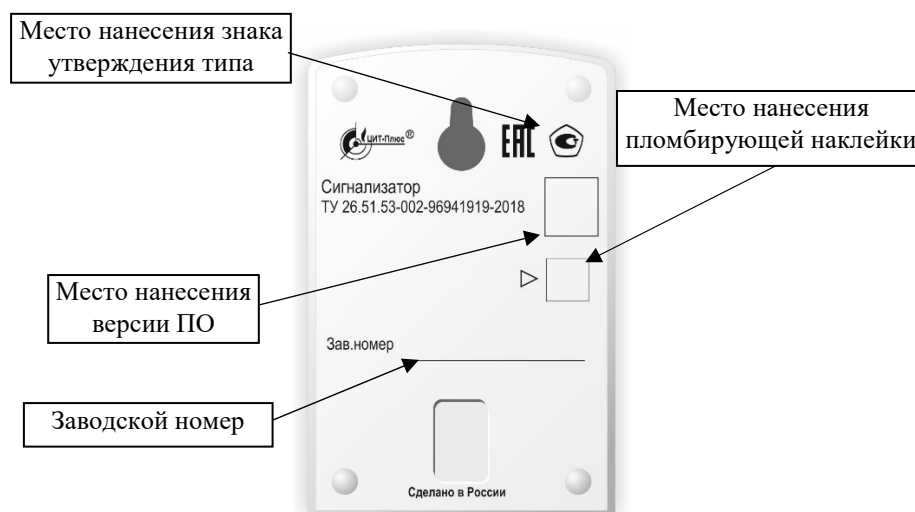 Место нанесения знака
утверждения типа
Место нанесения
пломбирующей наклейки
ЦИТ-Плюс®
EAC
Сигнализатор
ТУ 26.51.53-002-96941919-2018
Место нанесения
версии ПО
Зав.номер
Заводской номер
Сделано в России